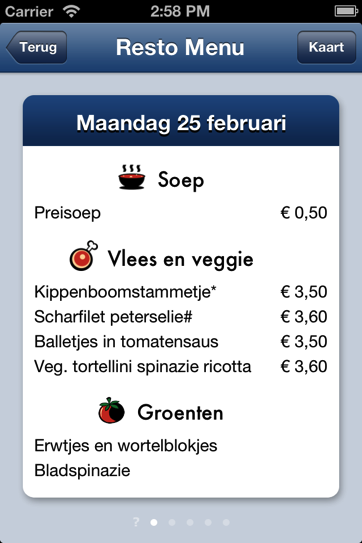 Carrier 2:58 PM
Terug Resto Menu Kaart
Maandag 25 februari
Soep
Preisoep € 0,50
Vlees en veggie
Kippenboomstammetje* € 3,50
Scharfilet peterselie# € 3,60
Balletjes in tomatensaus € 3,50
Veg. tortellini spinazie ricotta € 3,60
Groenten
Erwtjes en wortelblokjes
Bladspinazie
?